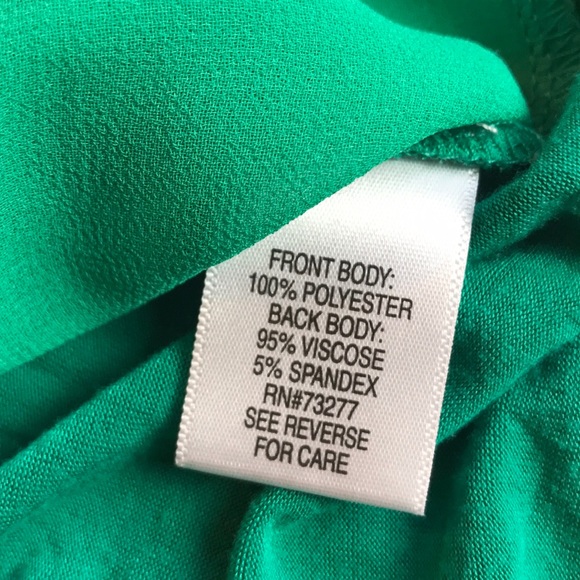 FRONT BODY:
100% POLYESTER
BACK BODY:
95% VISCOSE
5% SPANDEX
RN#73277
SEE REVERSE
FOR CARE